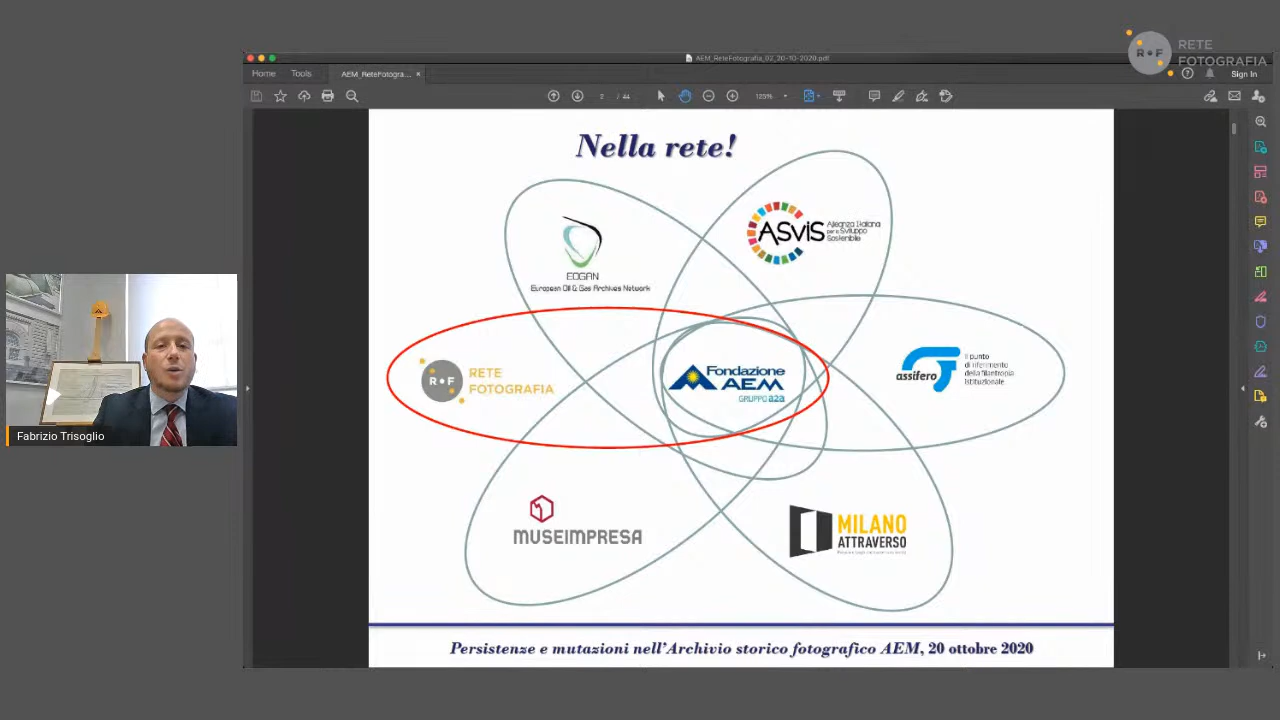 R F
RETE
FOTOGRAFIA
AEM_ReteFotografia_02_20-10-2020.pdf
Home
Tools
AEM_ReteFotogra... ×
Sign In
/ 44
125%
Nella rete!
EOGAN
European Oil & Gas Archives Network
ASviS
Alleanza Italiana
per lo Sviluppo
Sostenibile
R F
RETE
FOTOGRAFIA
Fondazione
AEM
GRUPPO a2a
assifero
Il punto
di riferimento
della filantropia
istituzionale
MUSEIMPRESA
MILANO
ATTRAVERSO
Fabrizio Trisoglio
Persistenze e mutazioni nell'Archivio storico fotografico AEM, 20 ottobre 2020